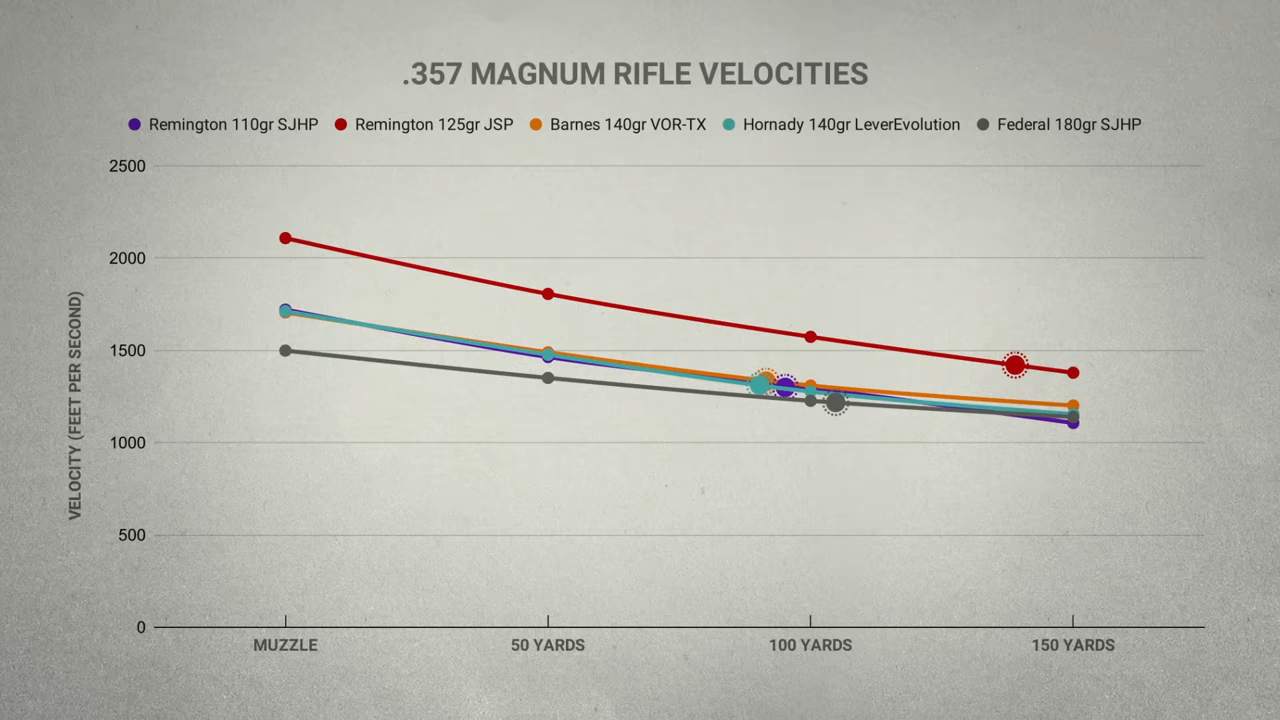 .357 MAGNUM RIFLE VELOCITIES
Remington 110gr SJHP Remington 125gr JSP Barnes 140gr VOR-TX Hornady 140gr LeverEvolution Federal 180gr SJHP
2500
2000
1500
1000
500
0
VELOCITY (FEET PER SECOND)
MUZZLE 50 YARDS 100 YARDS 150 YARDS